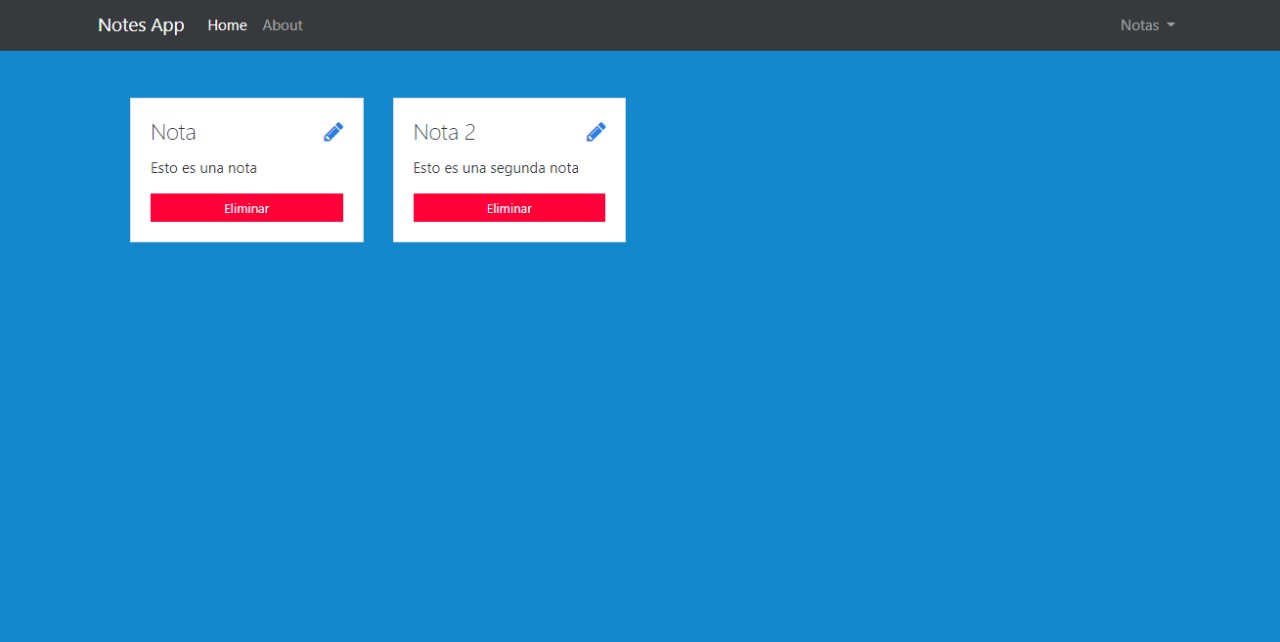 Notes App Home About Notas
Nota
Esto es una nota
Eliminar
Nota 2
Esto es una segunda nota
Eliminar